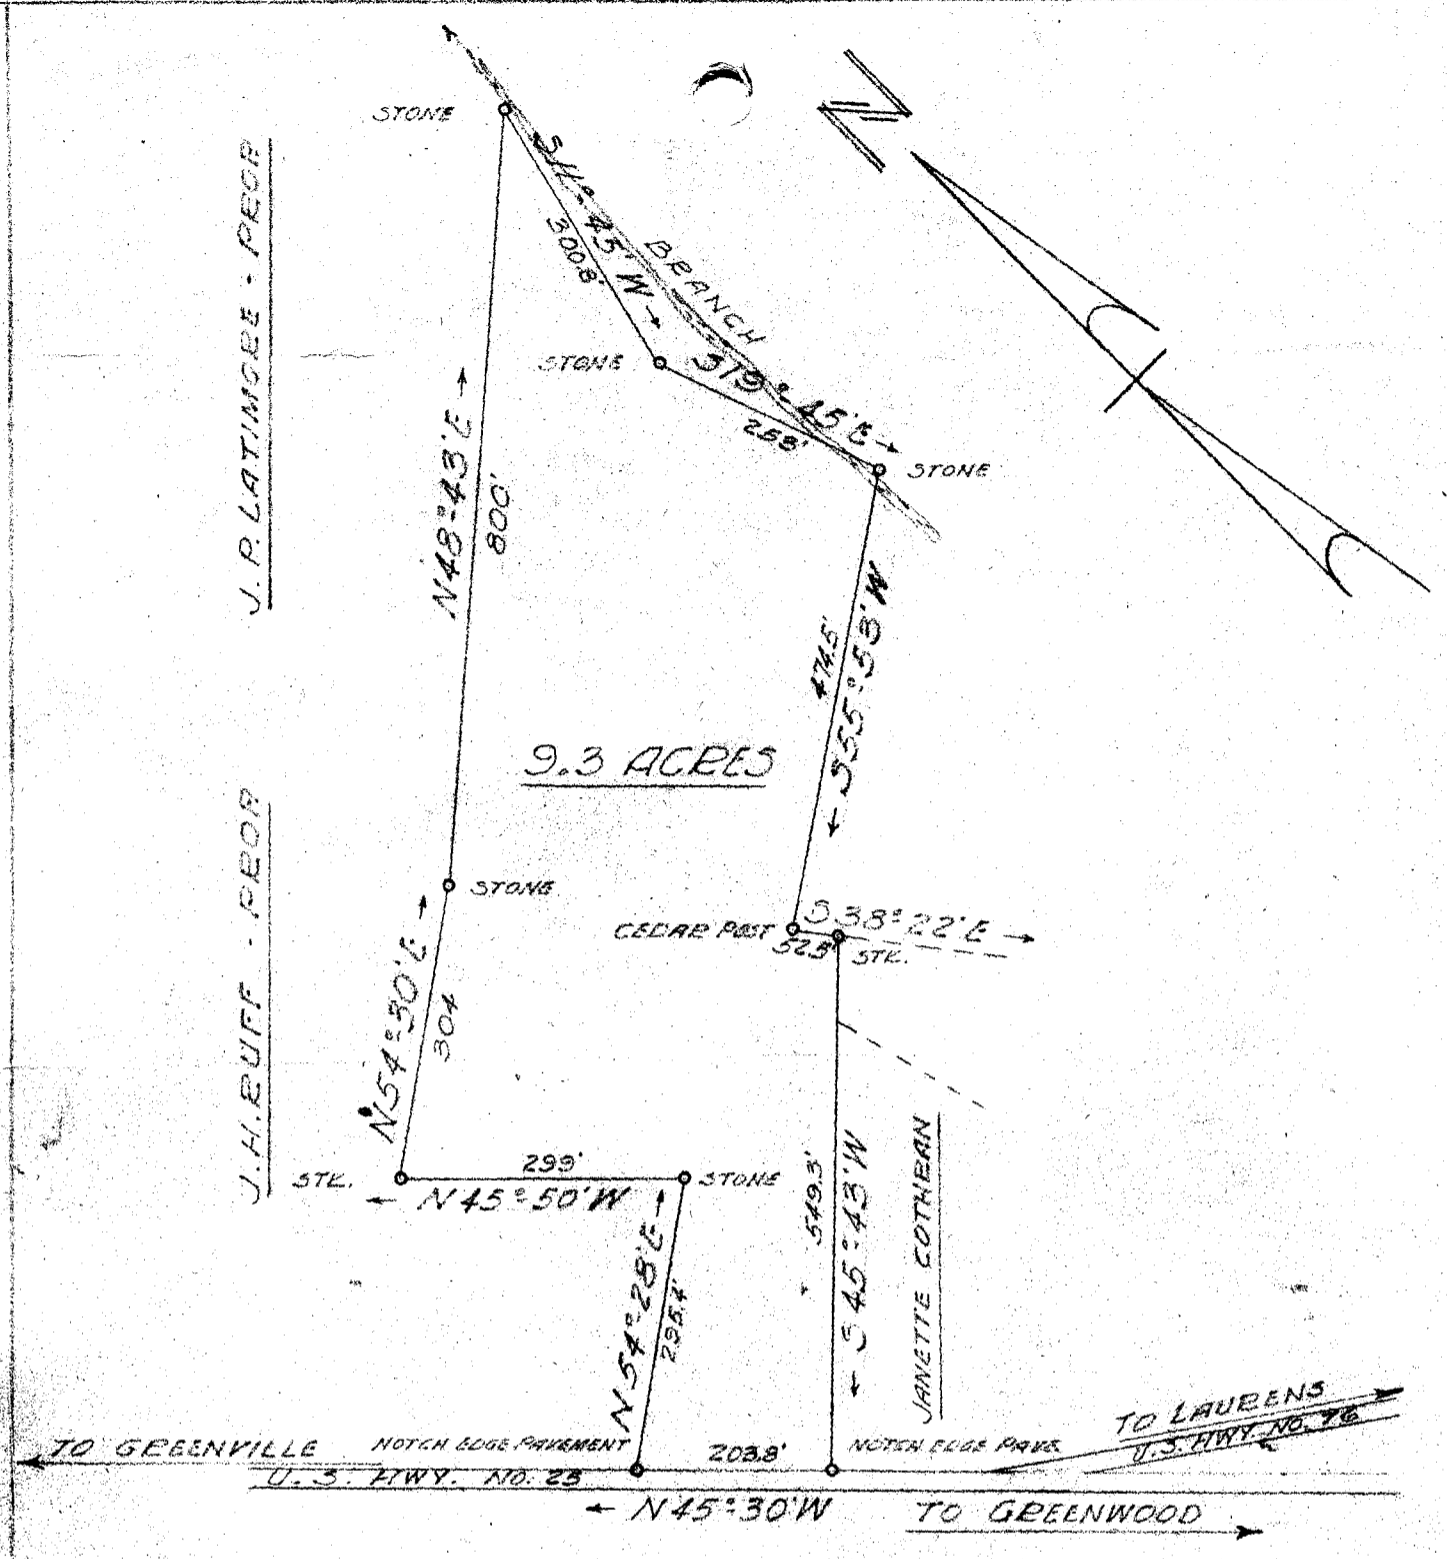 N
STONE
S11°-45'W →
300.8'
BRANCH
J. P. LATIMORE - PROP
STONE
S79°-45'E →
258'
STONE
N48°-43'E →
800'
474.5'
← S55°-53'W
9.3 ACRES
J. H. RUFF - PROP
STONE
CEDAR POST
S38°-22'E →
52.5'
STK.
N54°-30'E →
304
STK.
299'
← N45°-50'W
STONE
549.3'
← S45°-43'W
JANETTE COTHRAN
N54°-28'E →
295.4'
TO GREENVILLE
NOTCH EDGE PAVEMENT
203.8'
NOTCH EDGE PAVE.
TO LAURENS
U.S. HWY. NO. 76
U.S. HWY. NO. 25
← N45°-30'W
TO GREENWOOD